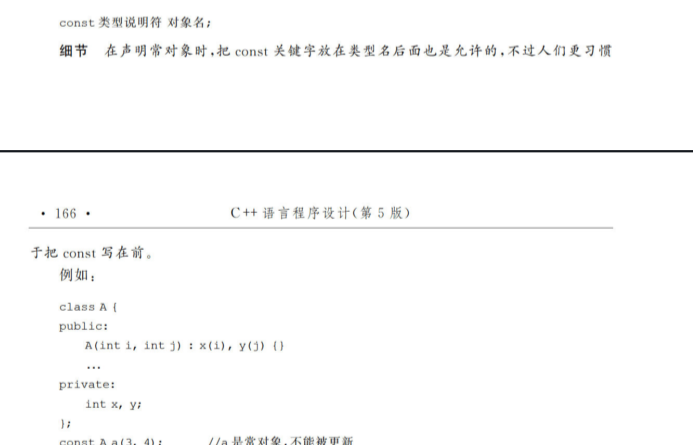 const 类型说明符 对象名;
细节 在声明常对象时,把 const 关键字放在类型名后面也是允许的,不过人们更习惯
• 166 • C++ 语言程序设计(第 5 版)
于把 const 写在前。
例如:
class A {
public:
A(int i, int j) : x(i), y(j) {}
...
private:
int x, y;
};
const A a(3, 4); //a 是常对象,不能被更新